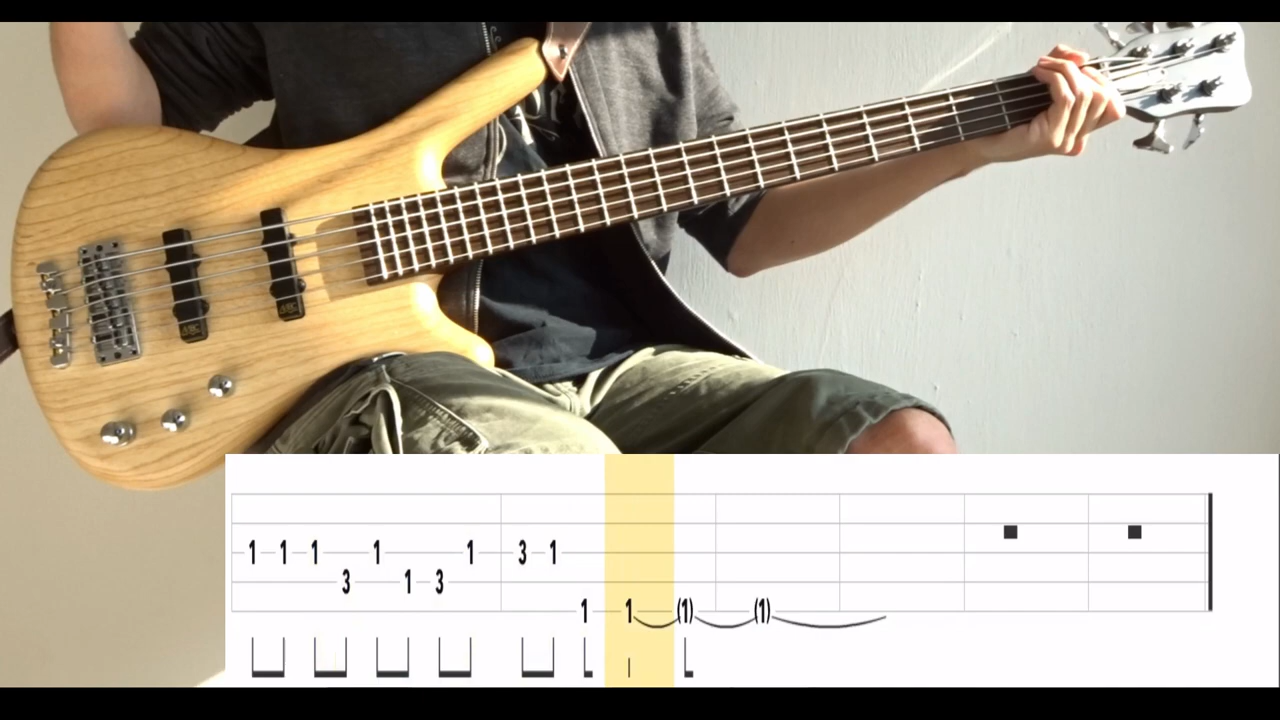 1 1 1 1 1 3 1
3 1 3
1 1 (1) (1)